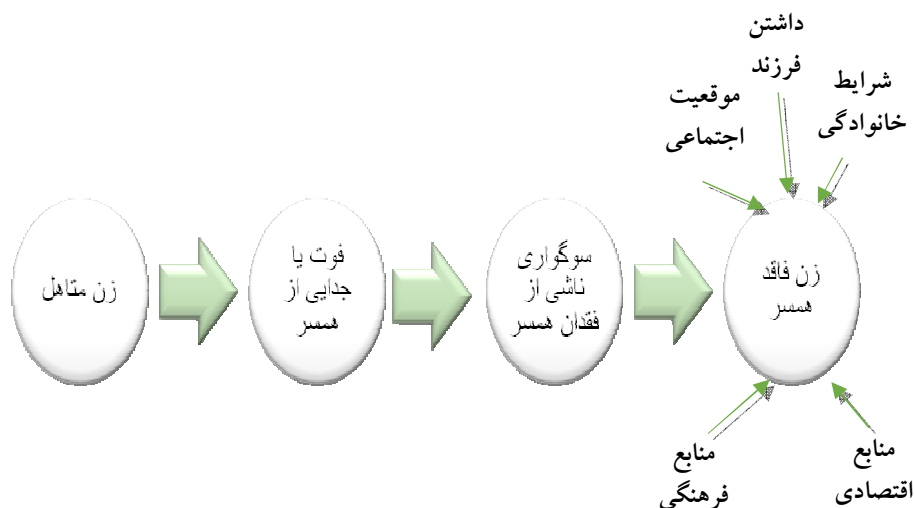 داشتن
فرزند
شرایط
خانوادگی
موقعیت
اجتماعی
زن متاهل
فوت یا
جدایی از
همسر
سوگواری
ناشی از
فقدان همسر
زن فاقد
همسر
منابع
فرهنگی
منابع
اقتصادی